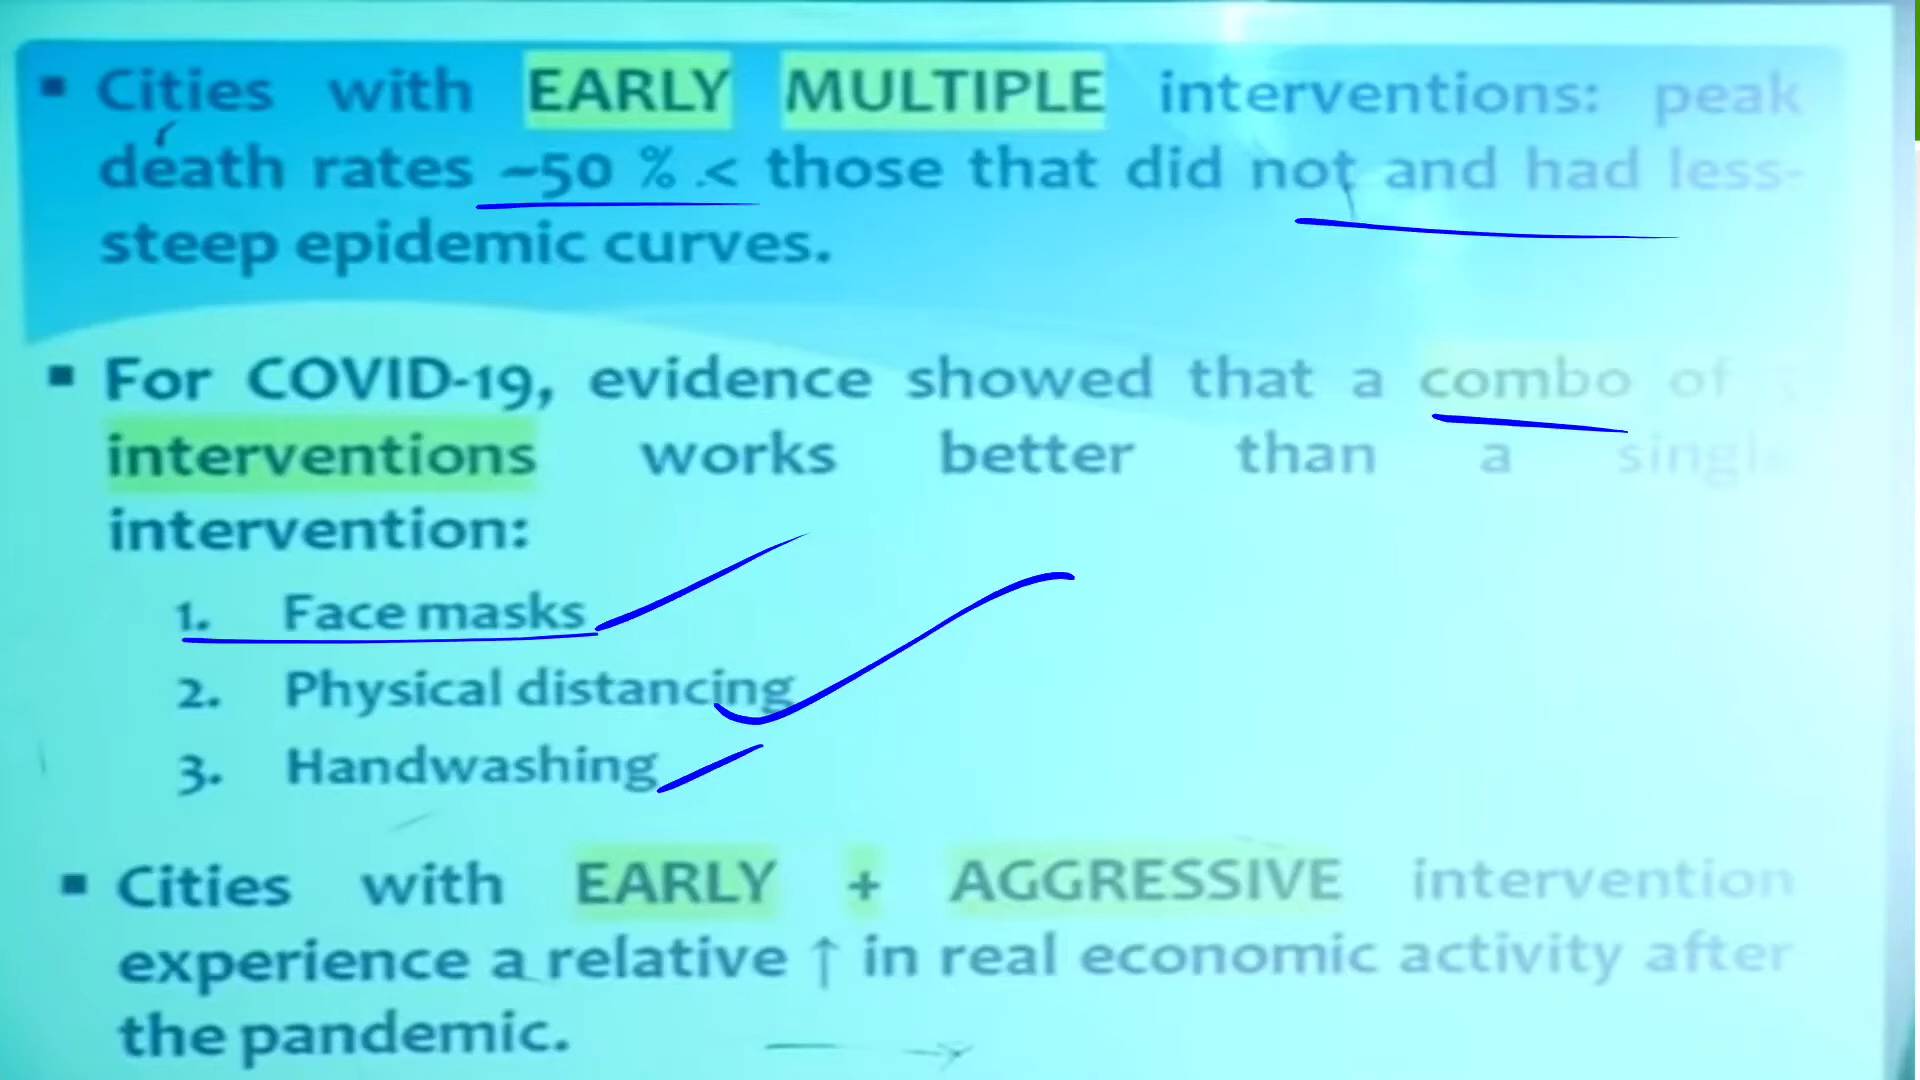 ▪ Cities with EARLY MULTIPLE interventions: peak
death rates ~50 % < those that did not and had less-
steep epidemic curves.
▪ For COVID-19, evidence showed that a combo of
interventions works better than a single
intervention:
1. Face masks
2. Physical distancing
3. Handwashing
▪ Cities with EARLY + AGGRESSIVE intervention
experience a relative ↑ in real economic activity after
the pandemic.